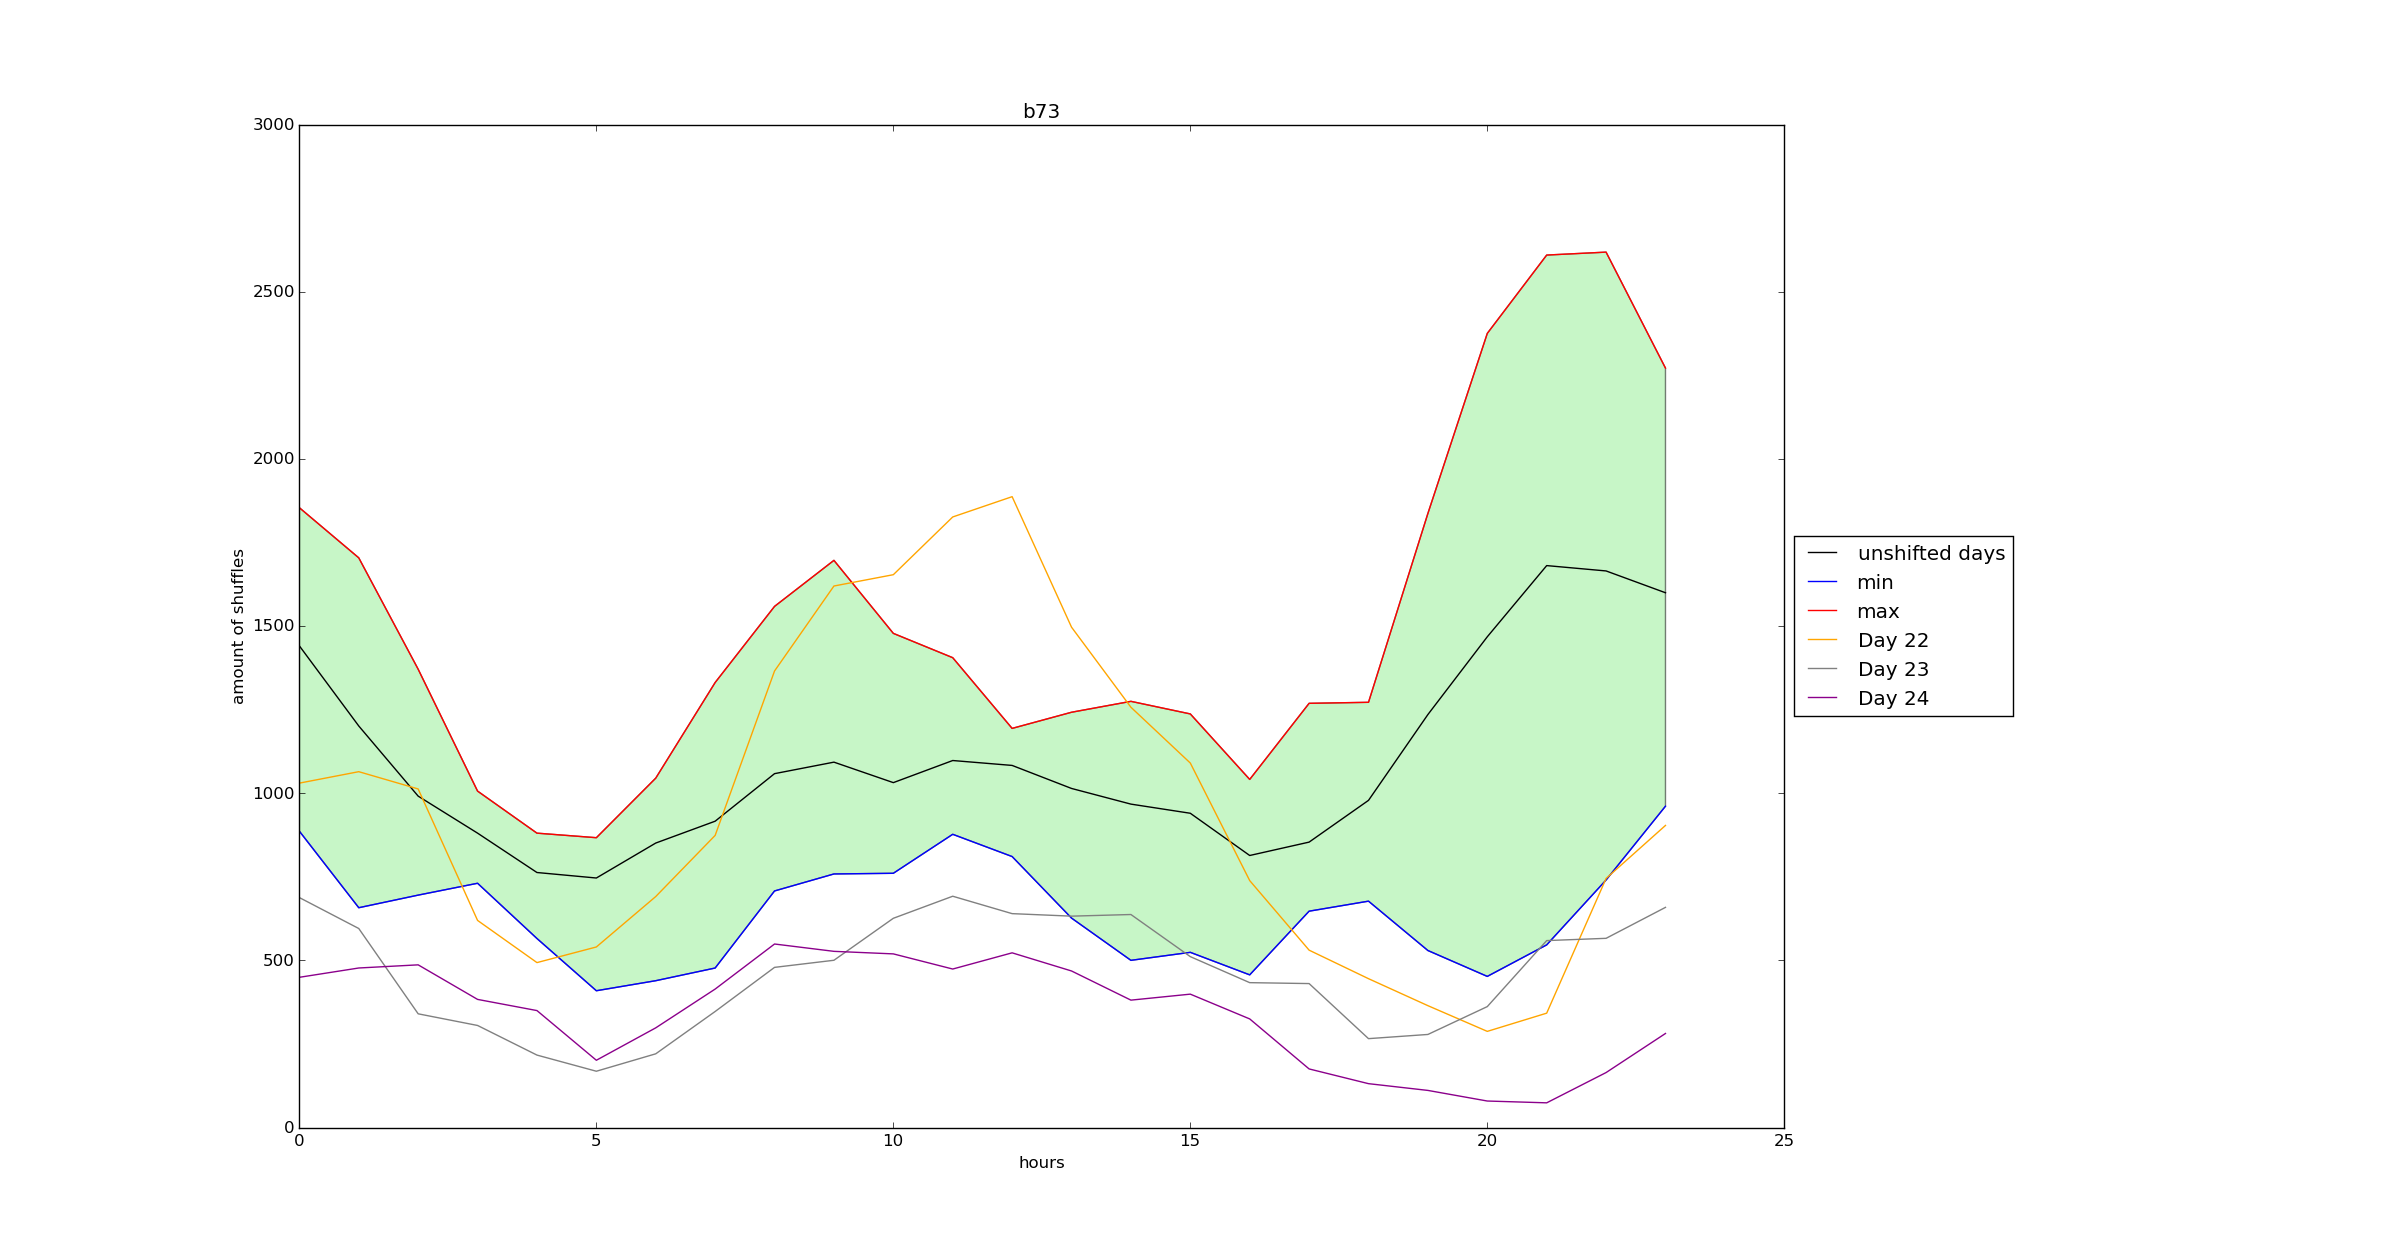 b73
3000
2500
2000
1500
1000
500
0
amount of shuffles
0 5 10 15 20 25
hours
unshifted days
min
max
Day 22
Day 23
Day 24